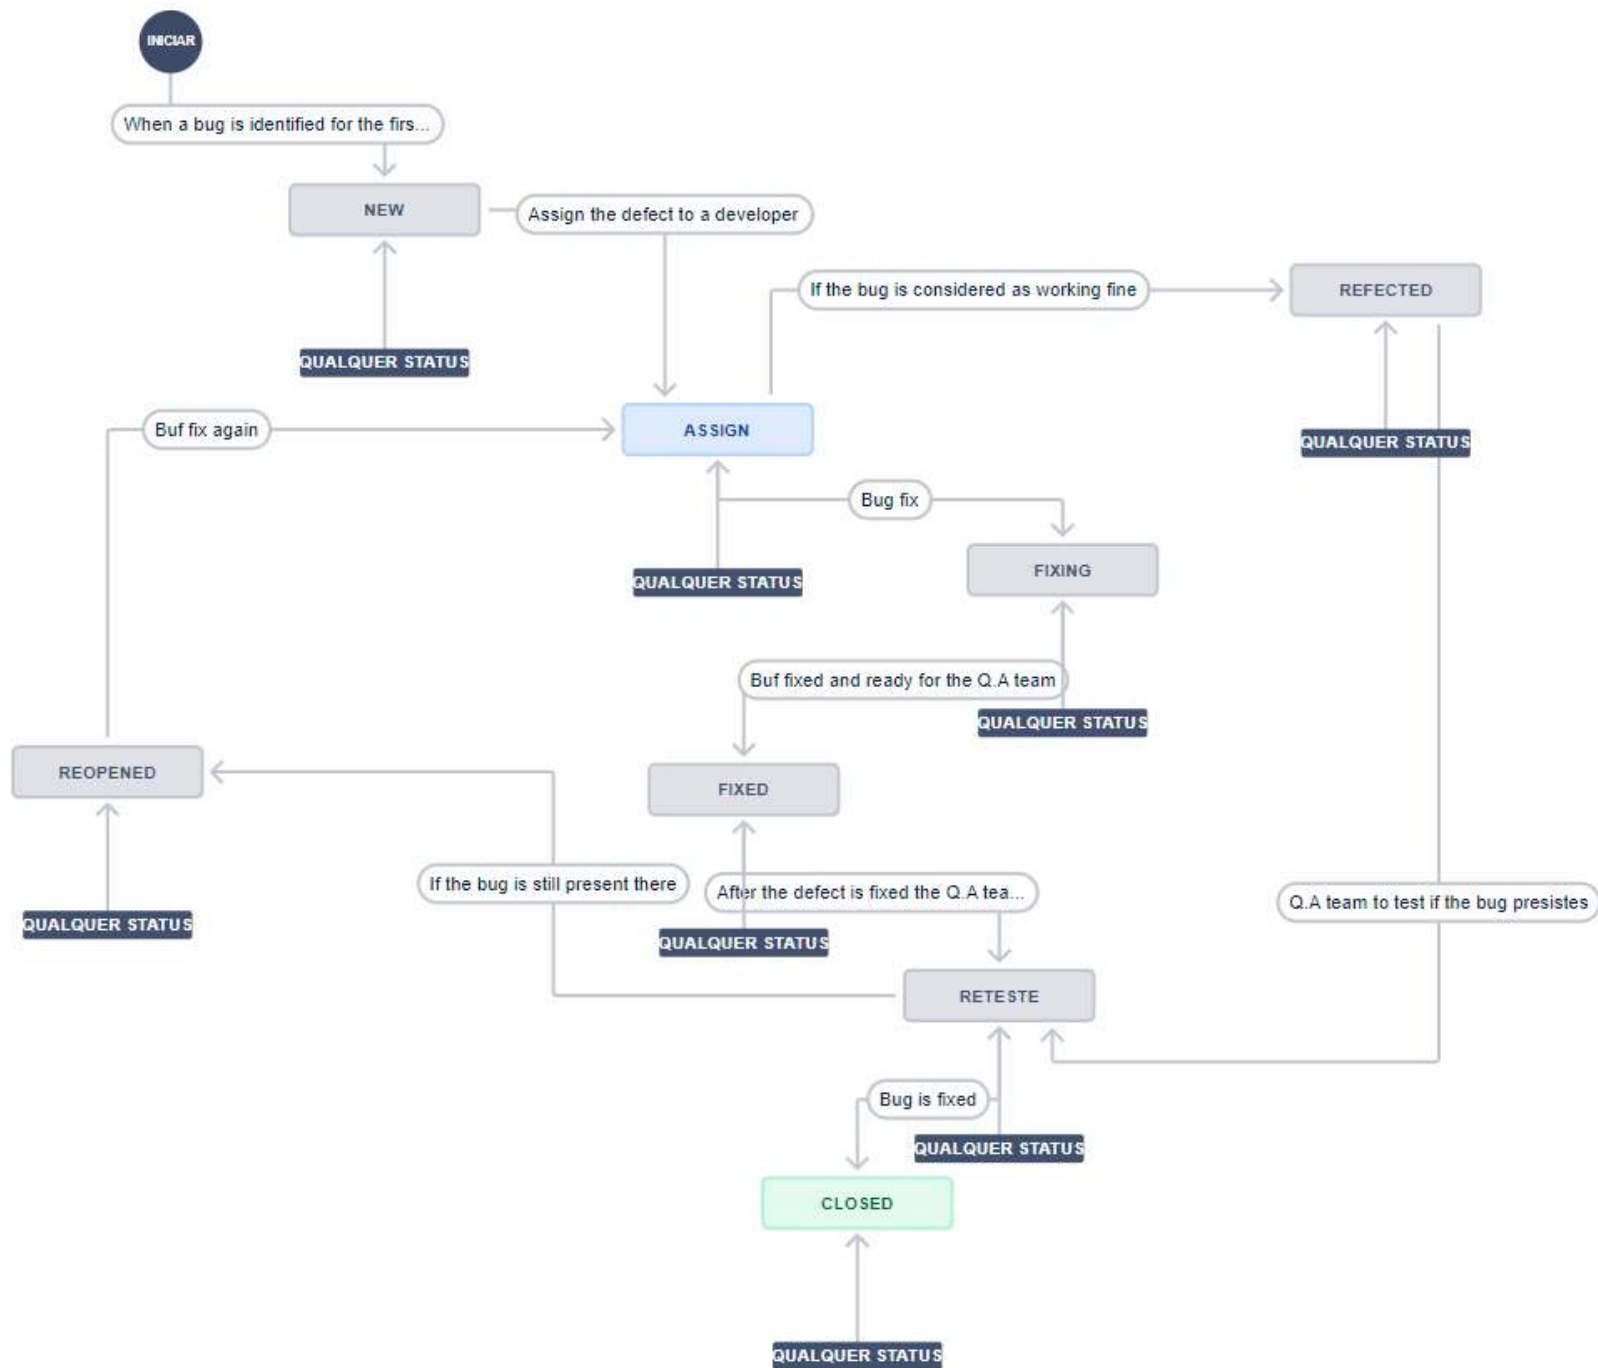 INICIAR
When a bug is identified for the firs...
NEW
Assign the defect to a developer
If the bug is considered as working fine
REFECTED
QUALQUER STATUS
Buf fix again
ASSIGN
QUALQUER STATUS
Bug fix
QUALQUER STATUS
FIXING
Buf fixed and ready for the Q.A team
QUALQUER STATUS
REOPENED
FIXED
If the bug is still present there
After the defect is fixed the Q.A tea...
Q.A team to test if the bug presistes
QUALQUER STATUS
QUALQUER STATUS
RETESTE
Bug is fixed
QUALQUER STATUS
CLOSED
QUALQUER STATUS